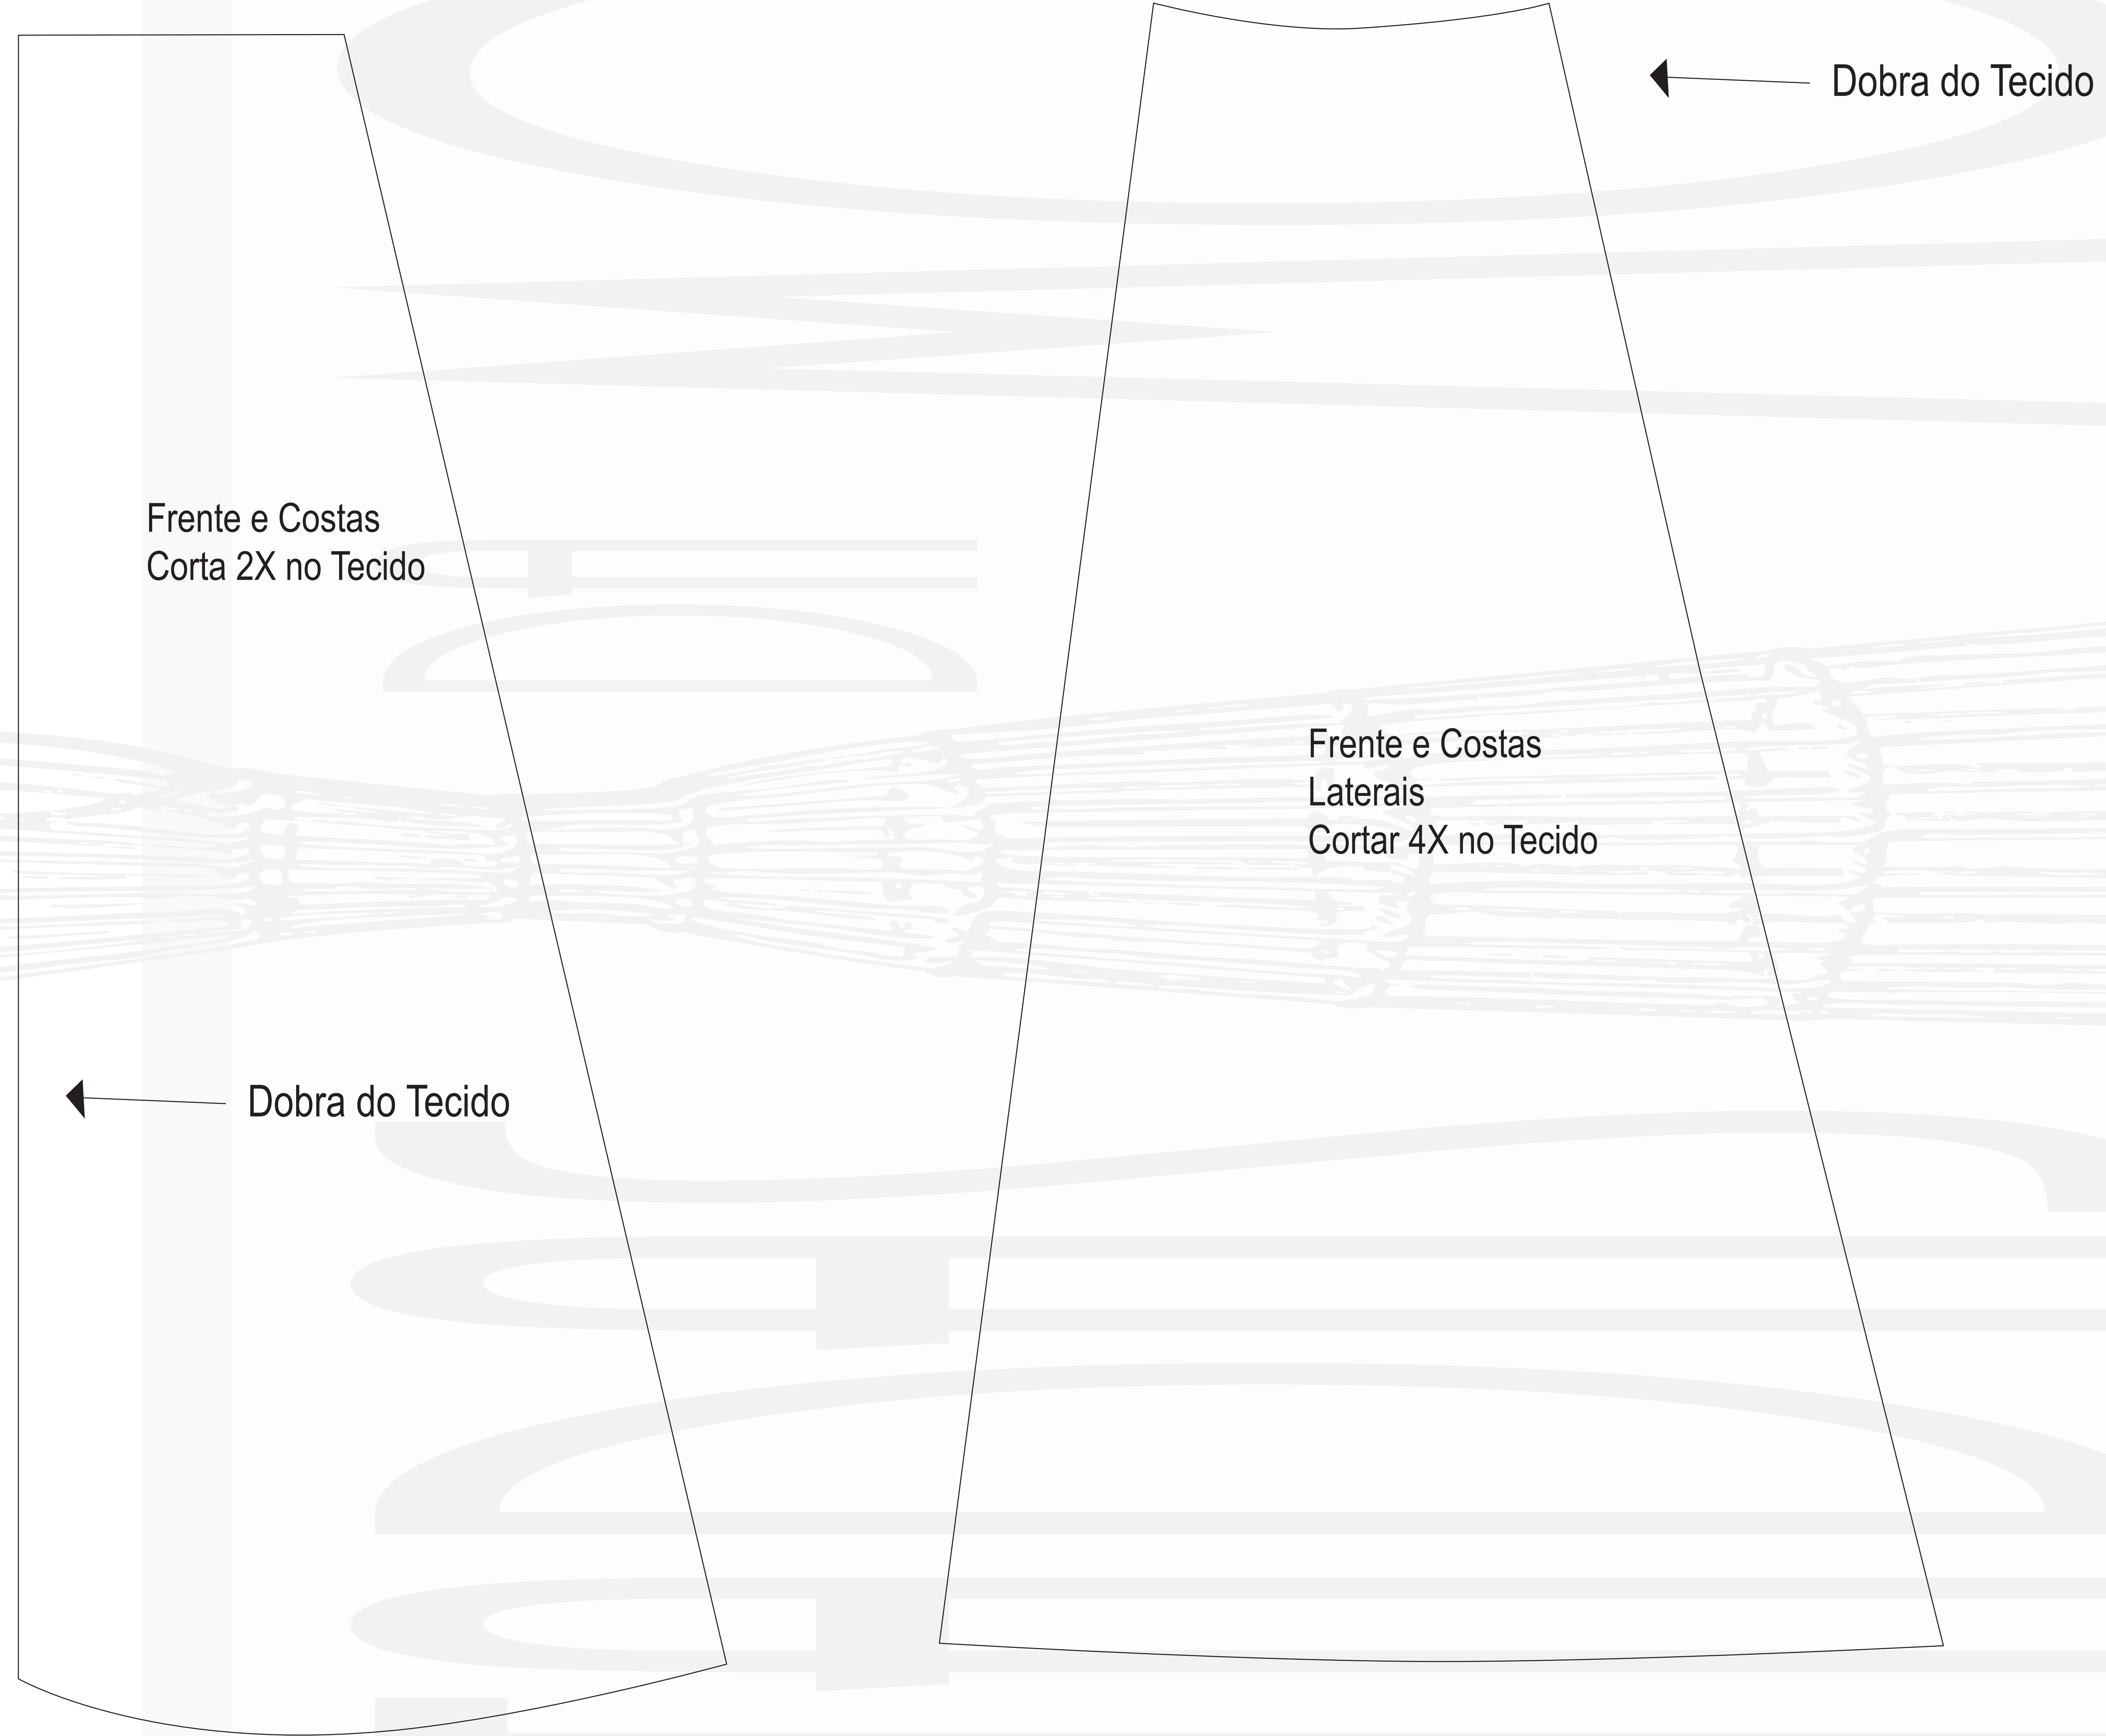 Dobra do Tecido
Frente e Costas
Corta 2X no Tecido
Frente e Costas
Laterais
Cortar 4X no Tecido
Dobra do Tecido